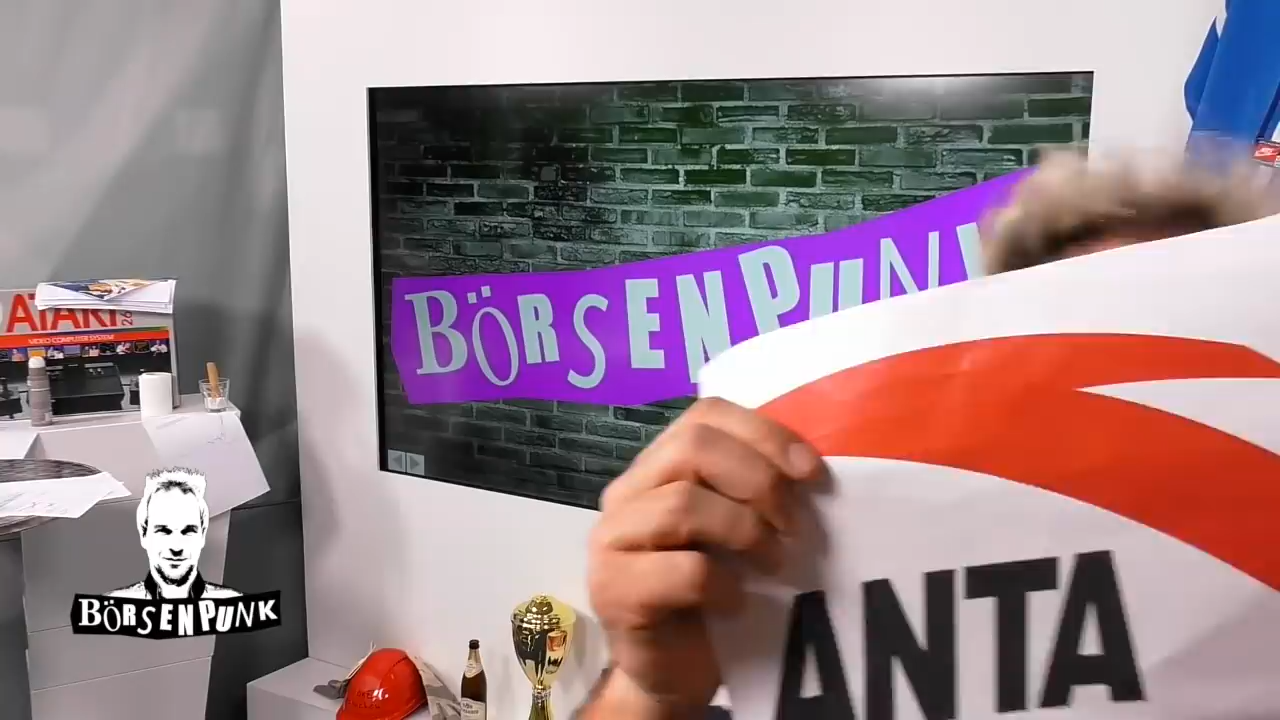 BÖRSENPUN
ATARI
VIDEO COMPUTER SYSTEM
BÖRSENPUNK
ANTA